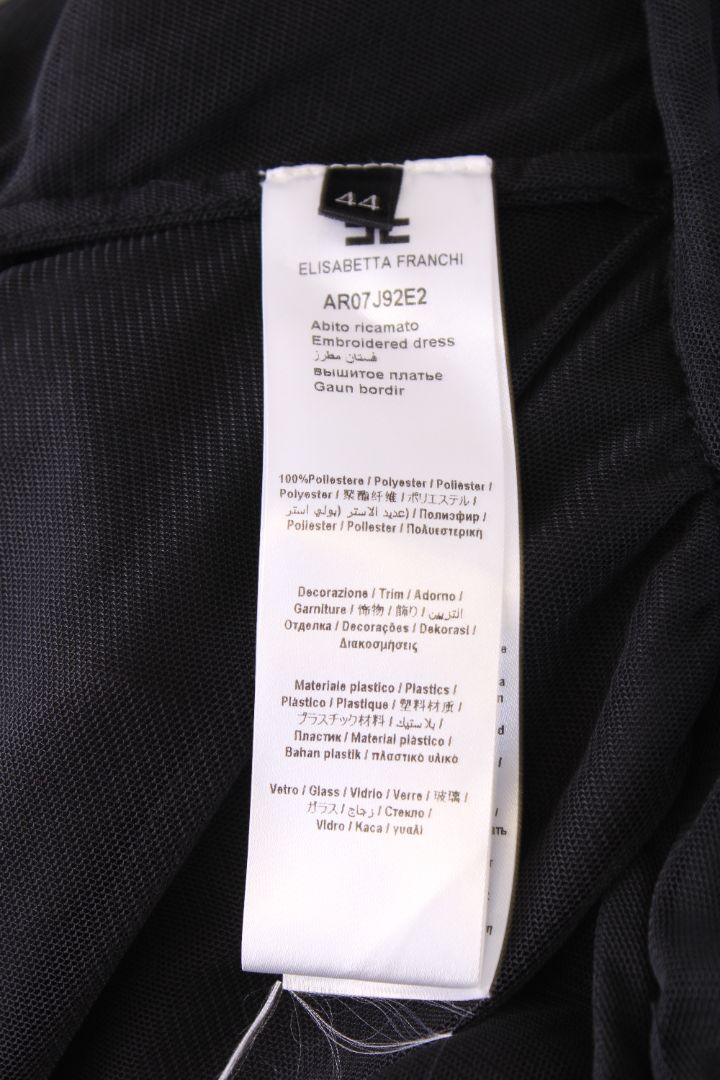 44
ELISABETTA FRANCHI
AR07J92E2
Abito ricamato
Embroidered dress
فستان مطرز
вышитое платье
Gaun bordir
100%Poliestere / Polyester / Poliéster /
Polyester / 聚酯纤维 / ポリエステル /
عديد الاستر (بولي استر) / Полиэфир /
Poliéster / Poliester / Πολυεστερικη
Decorazione / Trim / Adorno /
Garniture / 饰物 / 飾り / التزيين /
Отделка / Decorações / Dekorasi /
Διακοσμήσεις
Materiale plastico / Plastics /
Plàstico / Plastique / 塑料材质 /
プラスチック材料 / بلاستيك /
Пластик / Material plàstico /
Bahan plastik / πλαστικό υλικό
Vetro / Glass / Vidrio / Verre / 玻璃 /
ガラス / زجاج / Стекло /
Vidro / Kaca / γυαλί